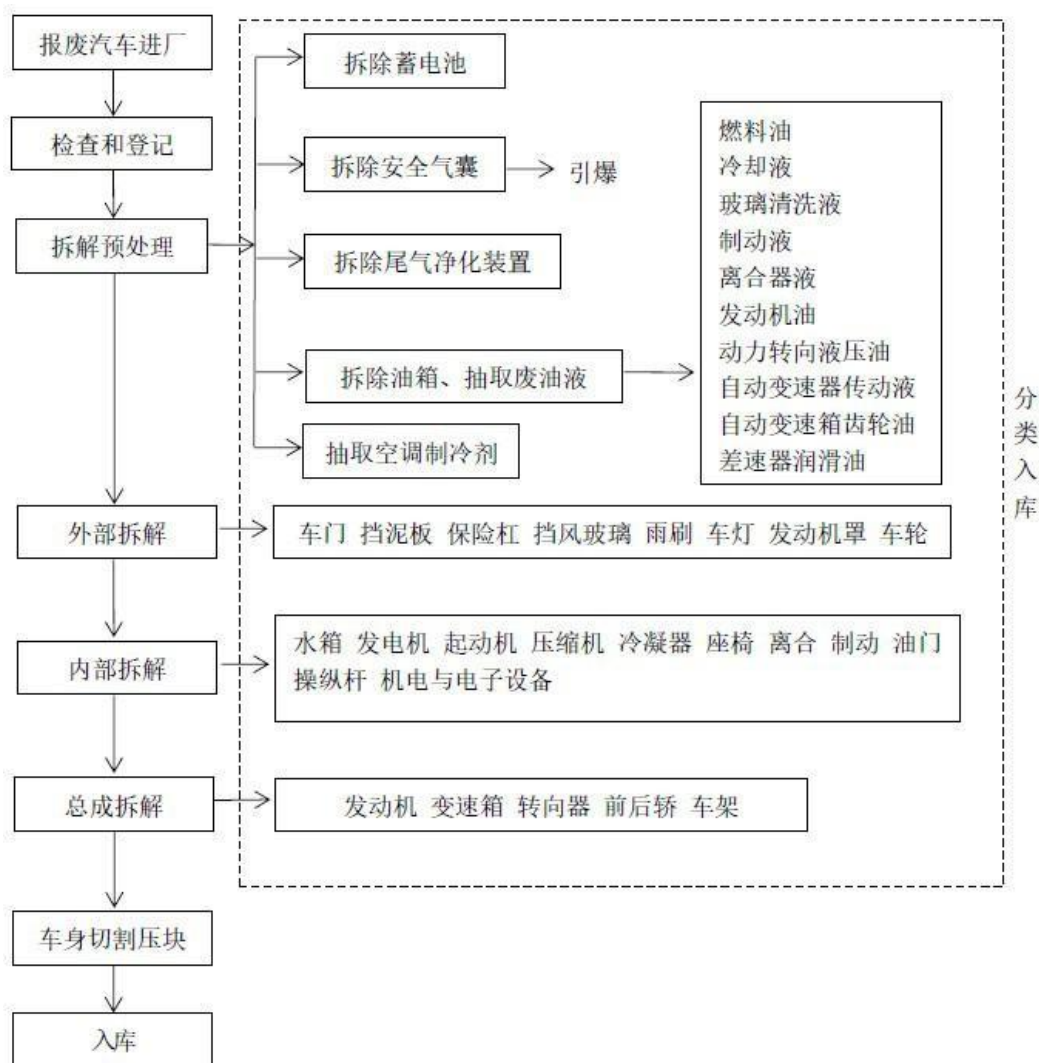 报废汽车进厂
检查和登记
拆解预处理
拆除蓄电池
拆除安全气囊
引爆
拆除尾气净化装置
拆除油箱、抽取废油液
燃料油
冷却液
玻璃清洗液
制动液
离合器液
发动机油
动力转向液压油
自动变速器传动液
自动变速箱齿轮油
差速器润滑油
抽取空调制冷剂
外部拆解
车门 挡泥板 保险杠 挡风玻璃 雨刷 车灯 发动机罩 车轮
内部拆解
水箱 发电机 起动机 压缩机 冷凝器 座椅 离合 制动 油门
操纵杆 机电与电子设备
总成拆解
发动机 变速箱 转向器 前后轿 车架
车身切割压块
入库
分类入库